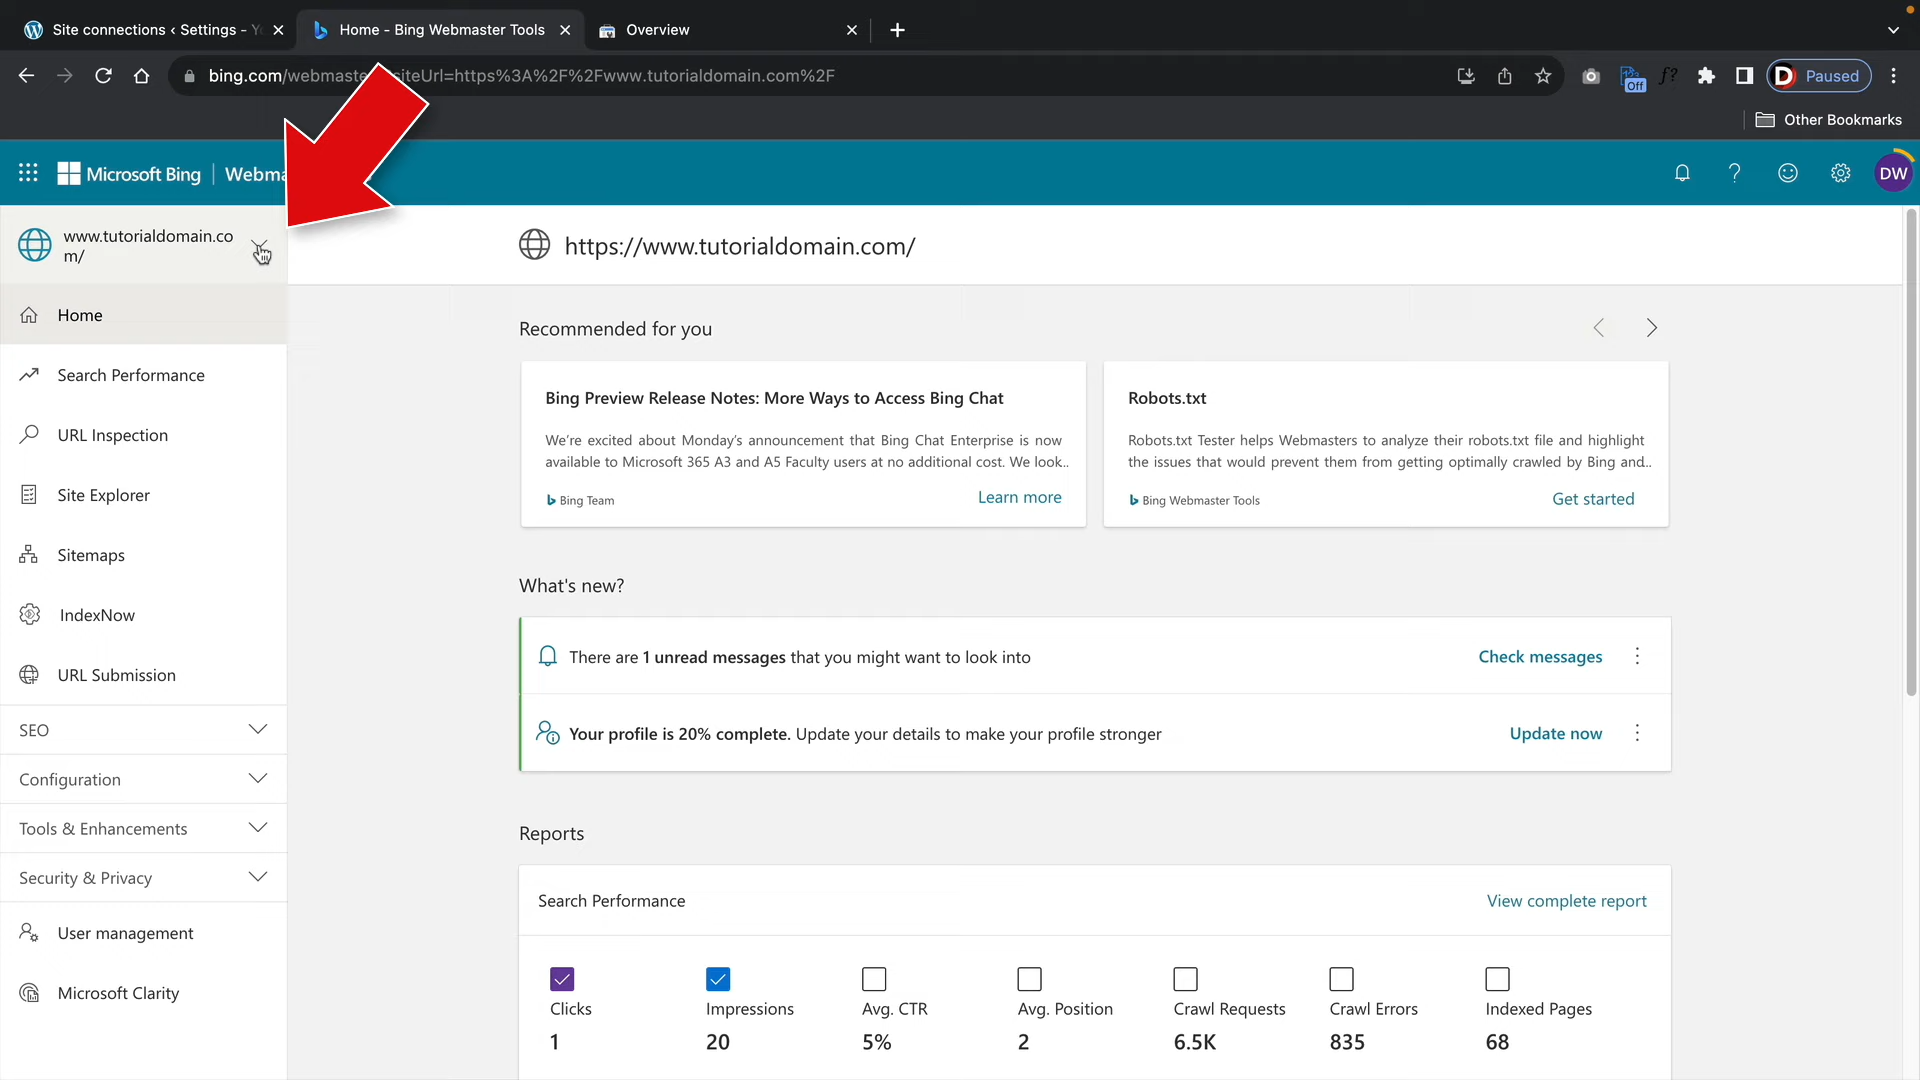 Site connections ‹ Settings - Yo
Home - Bing Webmaster Tools
Overview
bing.com/webmaste siteUrl=https%3A%2F%2Fwww.tutorialdomain.com%2F
Off
f?
D Paused
Other Bookmarks
Microsoft Bing | Webma
DW
www.tutorialdomain.co
m/
https://www.tutorialdomain.com/
Home
Search Performance
URL Inspection
Site Explorer
Sitemaps
IndexNow
URL Submission
SEO
Configuration
Tools & Enhancements
Security & Privacy
User management
Microsoft Clarity
Recommended for you
Bing Preview Release Notes: More Ways to Access Bing Chat
We're excited about Monday's announcement that Bing Chat Enterprise is now
available to Microsoft 365 A3 and A5 Faculty users at no additional cost. We look..
Bing Team
Learn more
Robots.txt
Robots.txt Tester helps Webmasters to analyze their robots.txt file and highlight
the issues that would prevent them from getting optimally crawled by Bing and..
Bing Webmaster Tools
Get started
What's new?
There are 1 unread messages that you might want to look into
Check messages
Your profile is 20% complete. Update your details to make your profile stronger
Update now
Reports
Search Performance
View complete report
Clicks
1
Impressions
20
Avg. CTR
5%
Avg. Position
2
Crawl Requests
6.5K
Crawl Errors
835
Indexed Pages
68